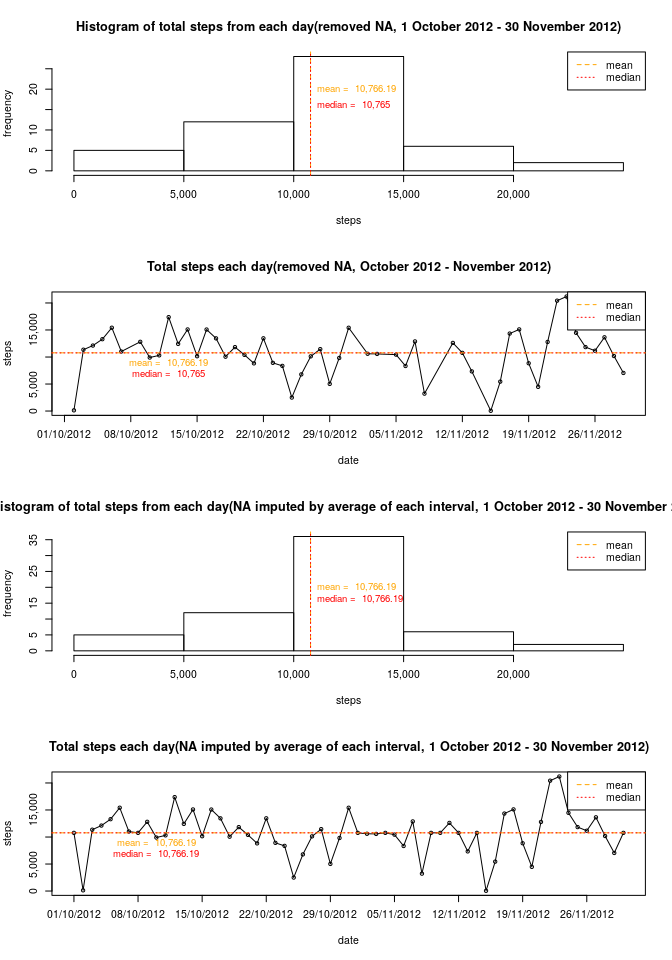 Histogram of total steps from each day(removed NA, 1 October 2012 - 30 November 2012)
mean
median
mean = 10,766.19
median = 10,765
frequency
0 5 10 20
0 5,000 10,000 15,000 20,000
steps
Total steps each day(removed NA, October 2012 - November 2012)
mean
median
mean = 10,766.19
median = 10,765
steps
0 5,000 15,000
01/10/2012 08/10/2012 15/10/2012 22/10/2012 29/10/2012 05/11/2012 12/11/2012 19/11/2012 26/11/2012
date
istogram of total steps from each day(NA imputed by average of each interval, 1 October 2012 - 30 November
mean
median
mean = 10,766.19
median = 10,766.19
frequency
0 5 15 25 35
0 5,000 10,000 15,000 20,000
steps
Total steps each day(NA imputed by average of each interval, 1 October 2012 - 30 November 2012)
mean
median
mean = 10,766.19
median = 10,766.19
steps
0 5,000 15,000
01/10/2012 08/10/2012 15/10/2012 22/10/2012 29/10/2012 05/11/2012 12/11/2012 19/11/2012 26/11/2012
date